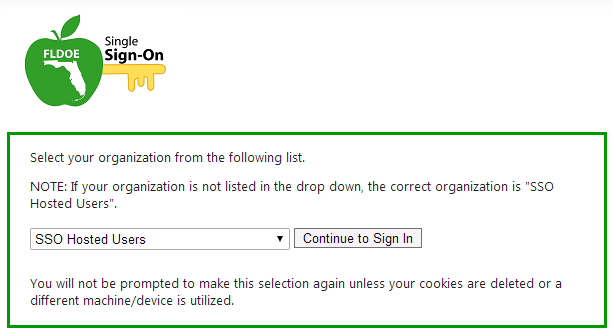 Single
FLDOE
Sign-On
Select your organization from the following list.
NOTE: If your organization is not listed in the drop down, the correct organization is "SSO
Hosted Users".
SSO Hosted Users
Continue to Sign In
You will not be prompted to make this selection again unless your cookies are deleted or a
different machine/device is utilized.